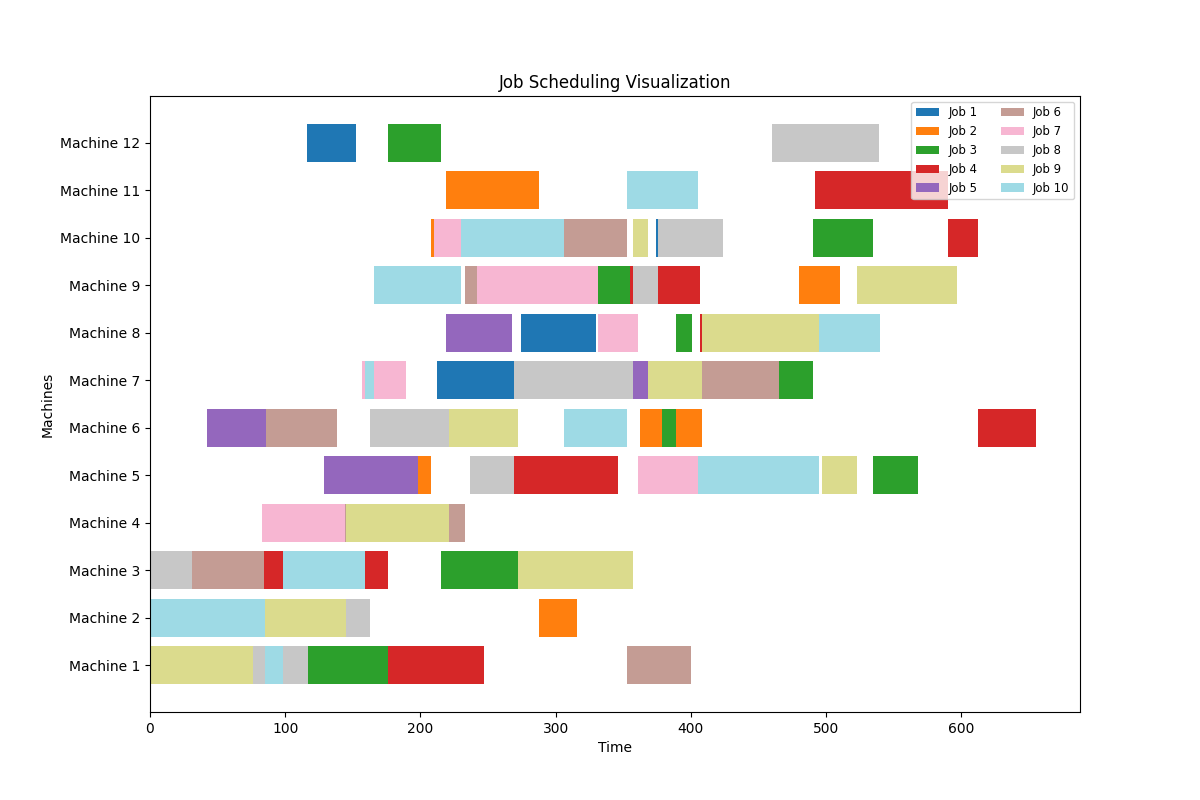 Job Scheduling Visualization
Machines
Machine 12
Machine 11
Machine 10
Machine 9
Machine 8
Machine 7
Machine 6
Machine 5
Machine 4
Machine 3
Machine 2
Machine 1
Job 1
Job 2
Job 3
Job 4
Job 5
Job 6
Job 7
Job 8
Job 9
Job 10
0 100 200 300 400 500 600
Time